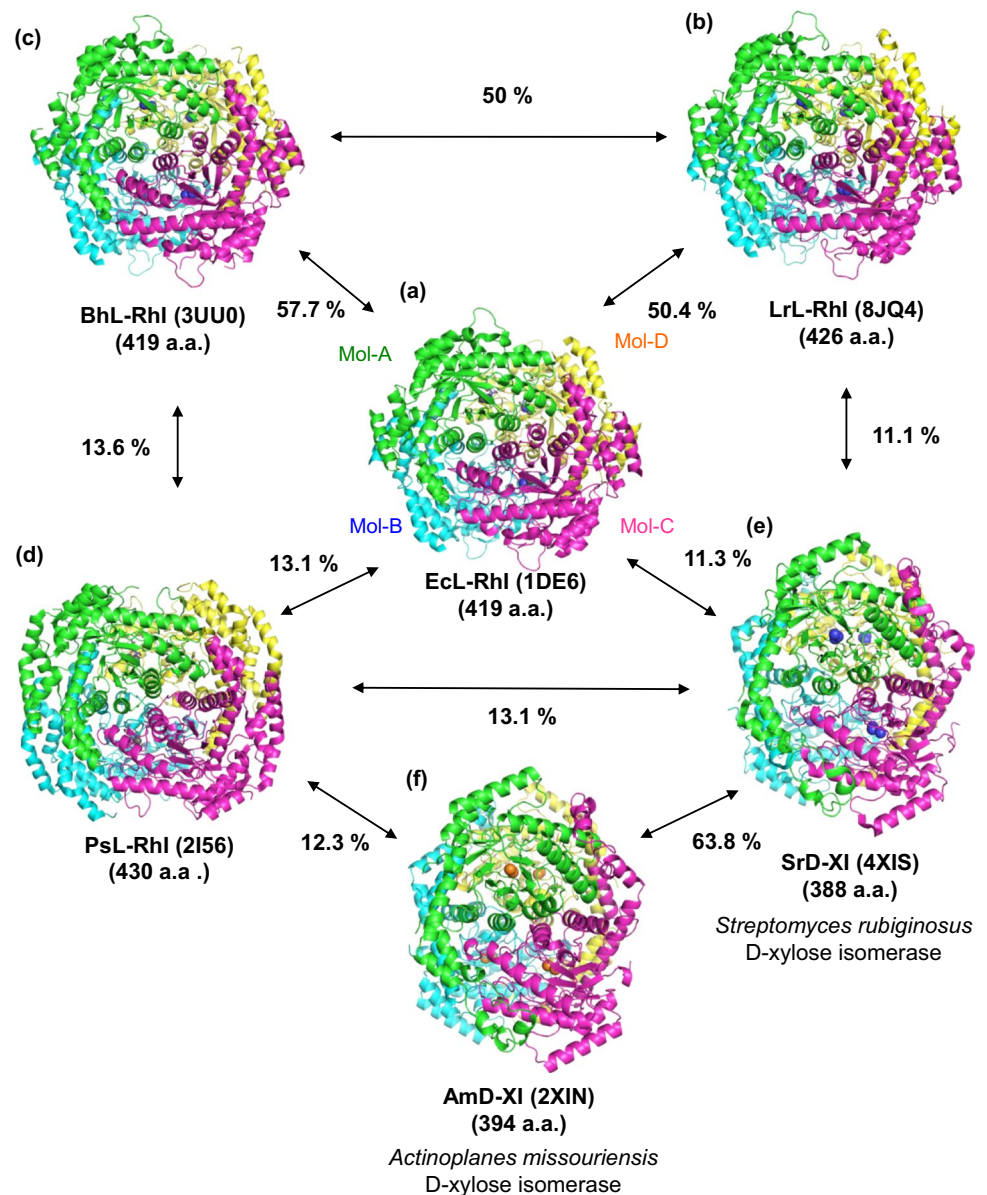 (c)
(b)
50 %
BhL-RhI (3UU0)
(419 a.a.)
57.7 %
(a)
50.4 %
LrL-RhI (8JQ4)
(426 a.a.)
Mol-A
Mol-D
13.6 %
11.1 %
Mol-B
Mol-C
(d)
13.1 %
EcL-RhI (1DE6)
(419 a.a.)
11.3 %
(e)
13.1 %
(f)
PsL-RhI (2I56)
(430 a.a .)
12.3 %
63.8 %
SrD-XI (4XIS)
(388 a.a.)
Streptomyces rubiginosus
D-xylose isomerase
AmD-XI (2XIN)
(394 a.a.)
Actinoplanes missouriensis
D-xylose isomerase